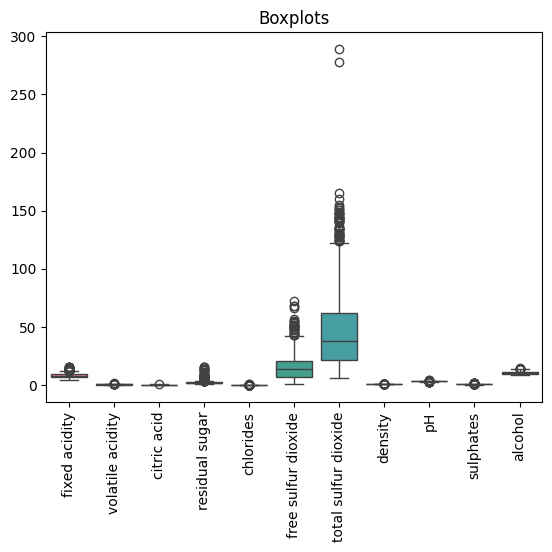 Boxplots
300
250
200
150
100
50
0
fixed acidity
volatile acidity
citric acid
residual sugar
chlorides
free sulfur dioxide
total sulfur dioxide
density
pH
sulphates
alcohol